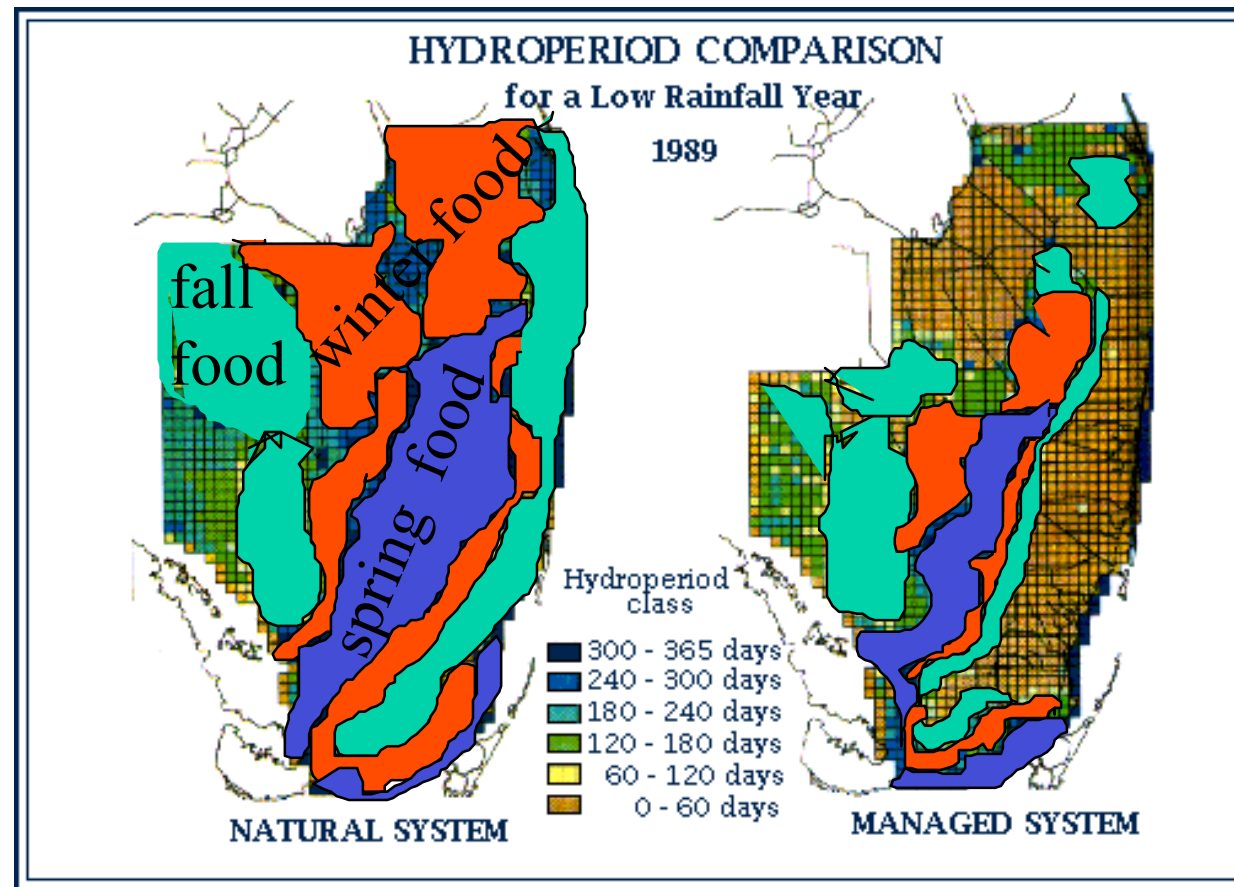 HYDROPERIOD COMPARISON
for a Low Rainfall Year
1989
fall
food
winter food
spring food
Hydroperiod
class
300 - 365 days
240 - 300 days
180 - 240 days
120 - 180 days
60 - 120 days
0 - 60 days
NATURAL SYSTEM
MANAGED SYSTEM